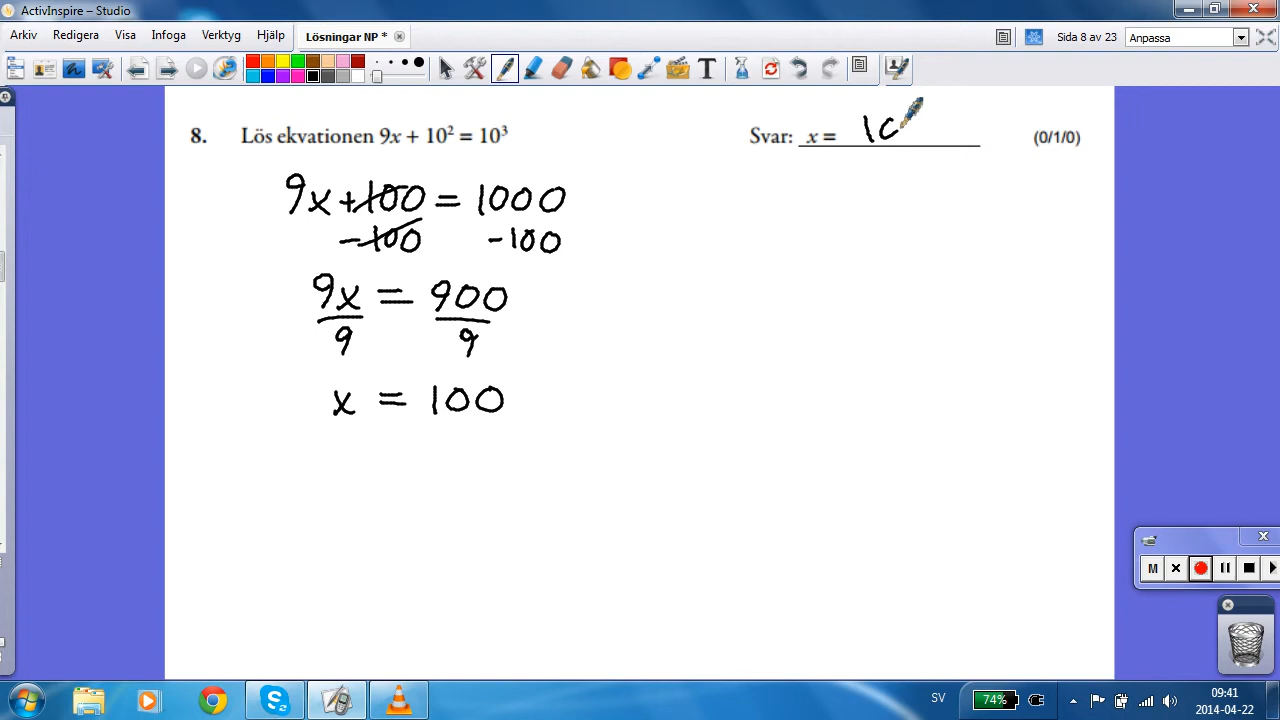 ActivInspire – Studio
Arkiv Redigera Visa Infoga Verktyg Hjälp Lösningar NP * Sida 8 av 23 Anpassa
8. Lös ekvationen 9x + 10² = 10³ Svar: x = 10 (0/1/0)
9x+100 = 1000
-100 -100
9x = 900
9 9
x = 100
M
SV 74% 09:41
2014-04-22